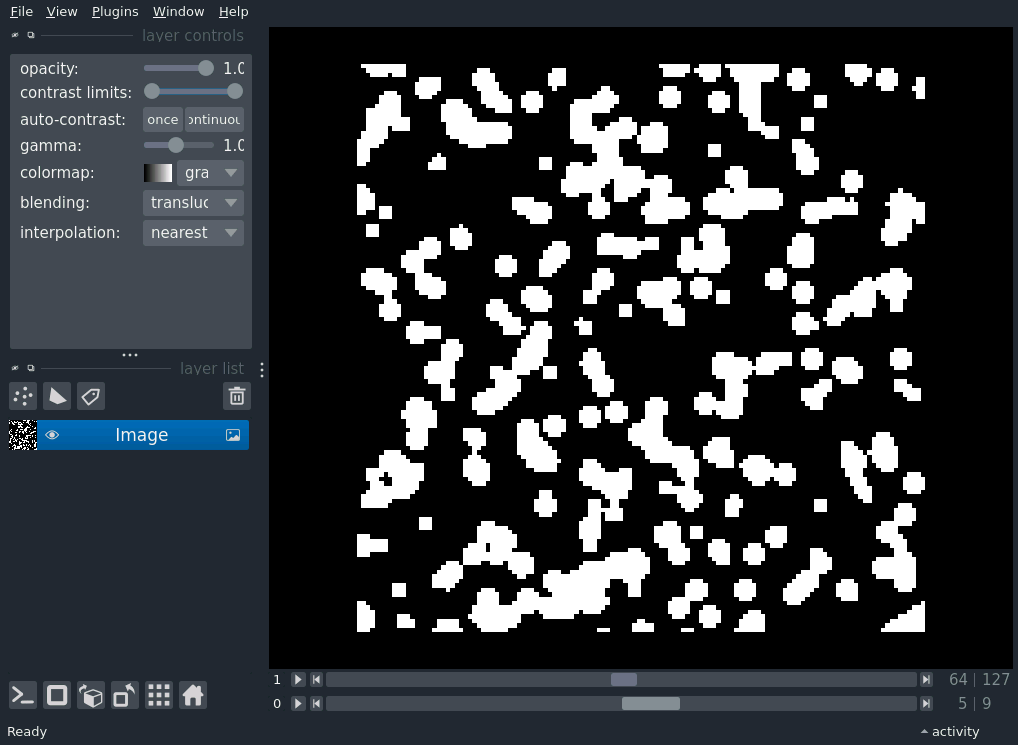 File View Plugins Window Help
layer controls
opacity: 1.0
contrast limits:
auto-contrast: once ontinuou
gamma: 1.0
colormap: gra
blending: transluc
interpolation: nearest
layer list
Image
1 64 | 127
0 5 | 9
Ready activity